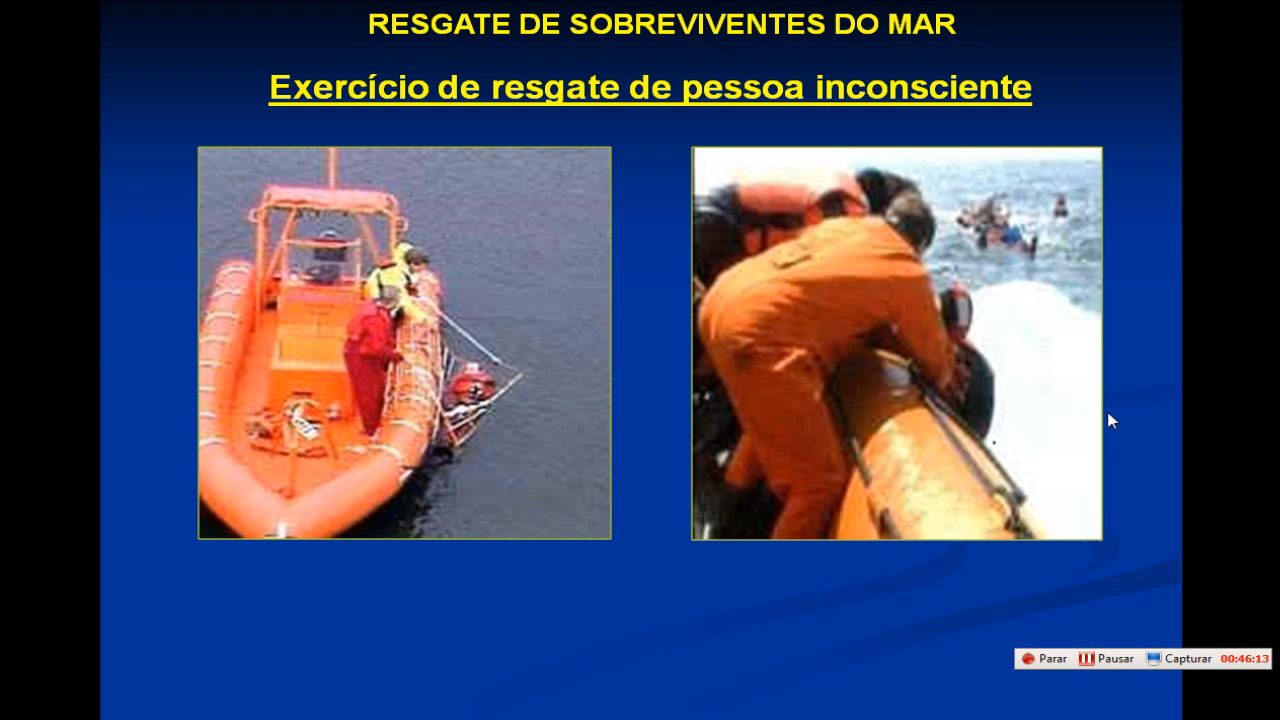 RESGATE DE SOBREVIVENTES DO MAR
Exercício de resgate de pessoa inconsciente
Parar Pausar Capturar 00:46:13